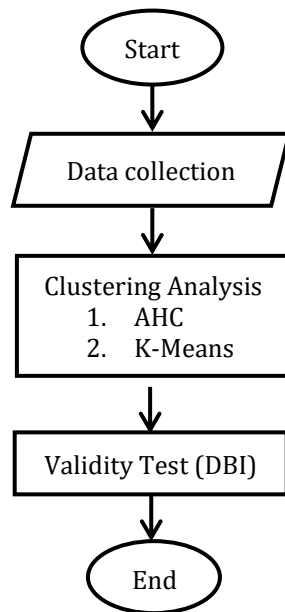 Start
Data collection
Clustering Analysis
1. AHC
2. K-Means
Validity Test (DBI)
End